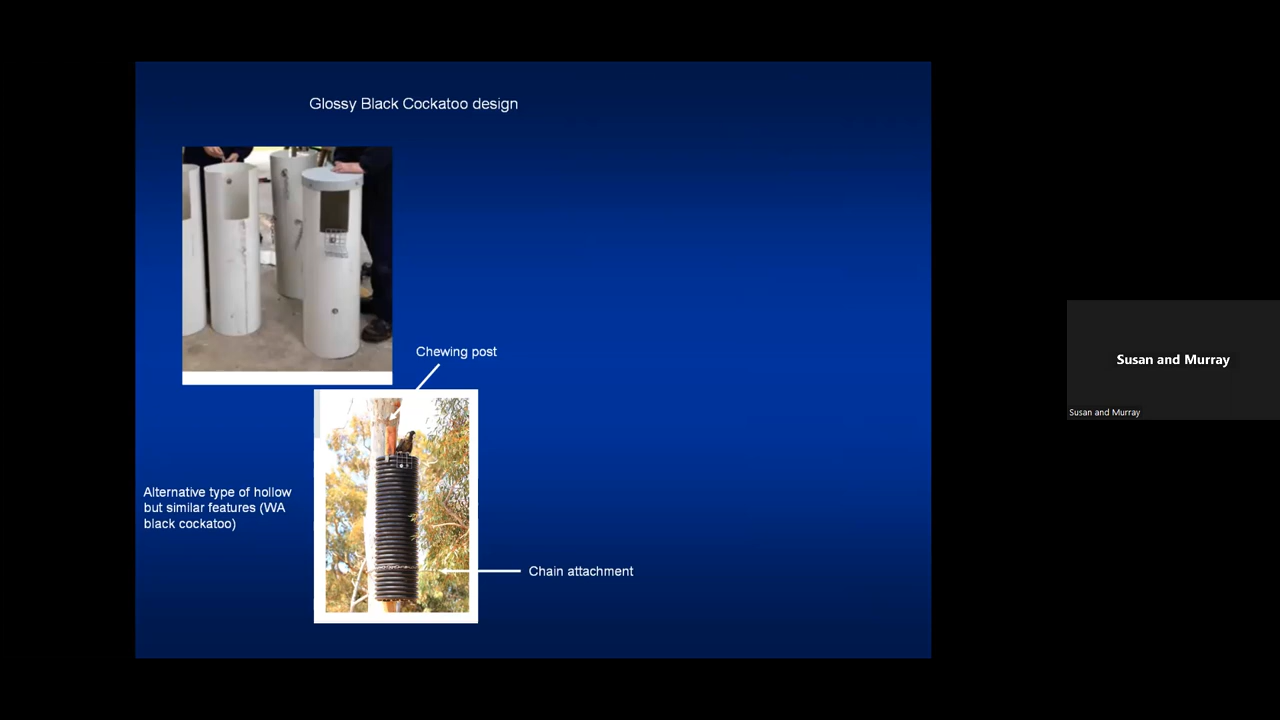 Glossy Black Cockatoo design
Chewing post
Alternative type of hollow
but similar features (WA
black cockatoo)
Chain attachment
Susan and Murray
Susan and Murray